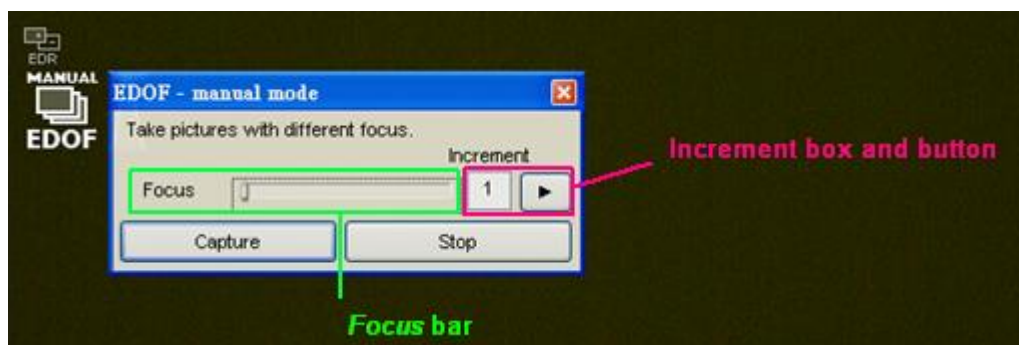 EDR
MANUAL
EDOF
EDOF - manual mode
Take pictures with different focus.
Increment
Focus
1
Capture
Stop
Increment box and button
Focus bar